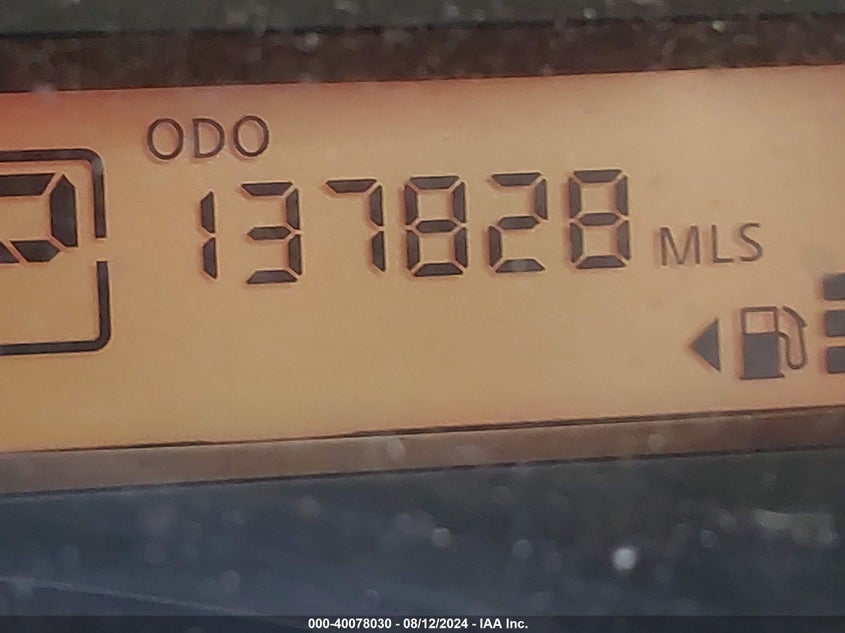 ODO
137828 MLS
000-40078030 - 08/12/2024 - IAA Inc.